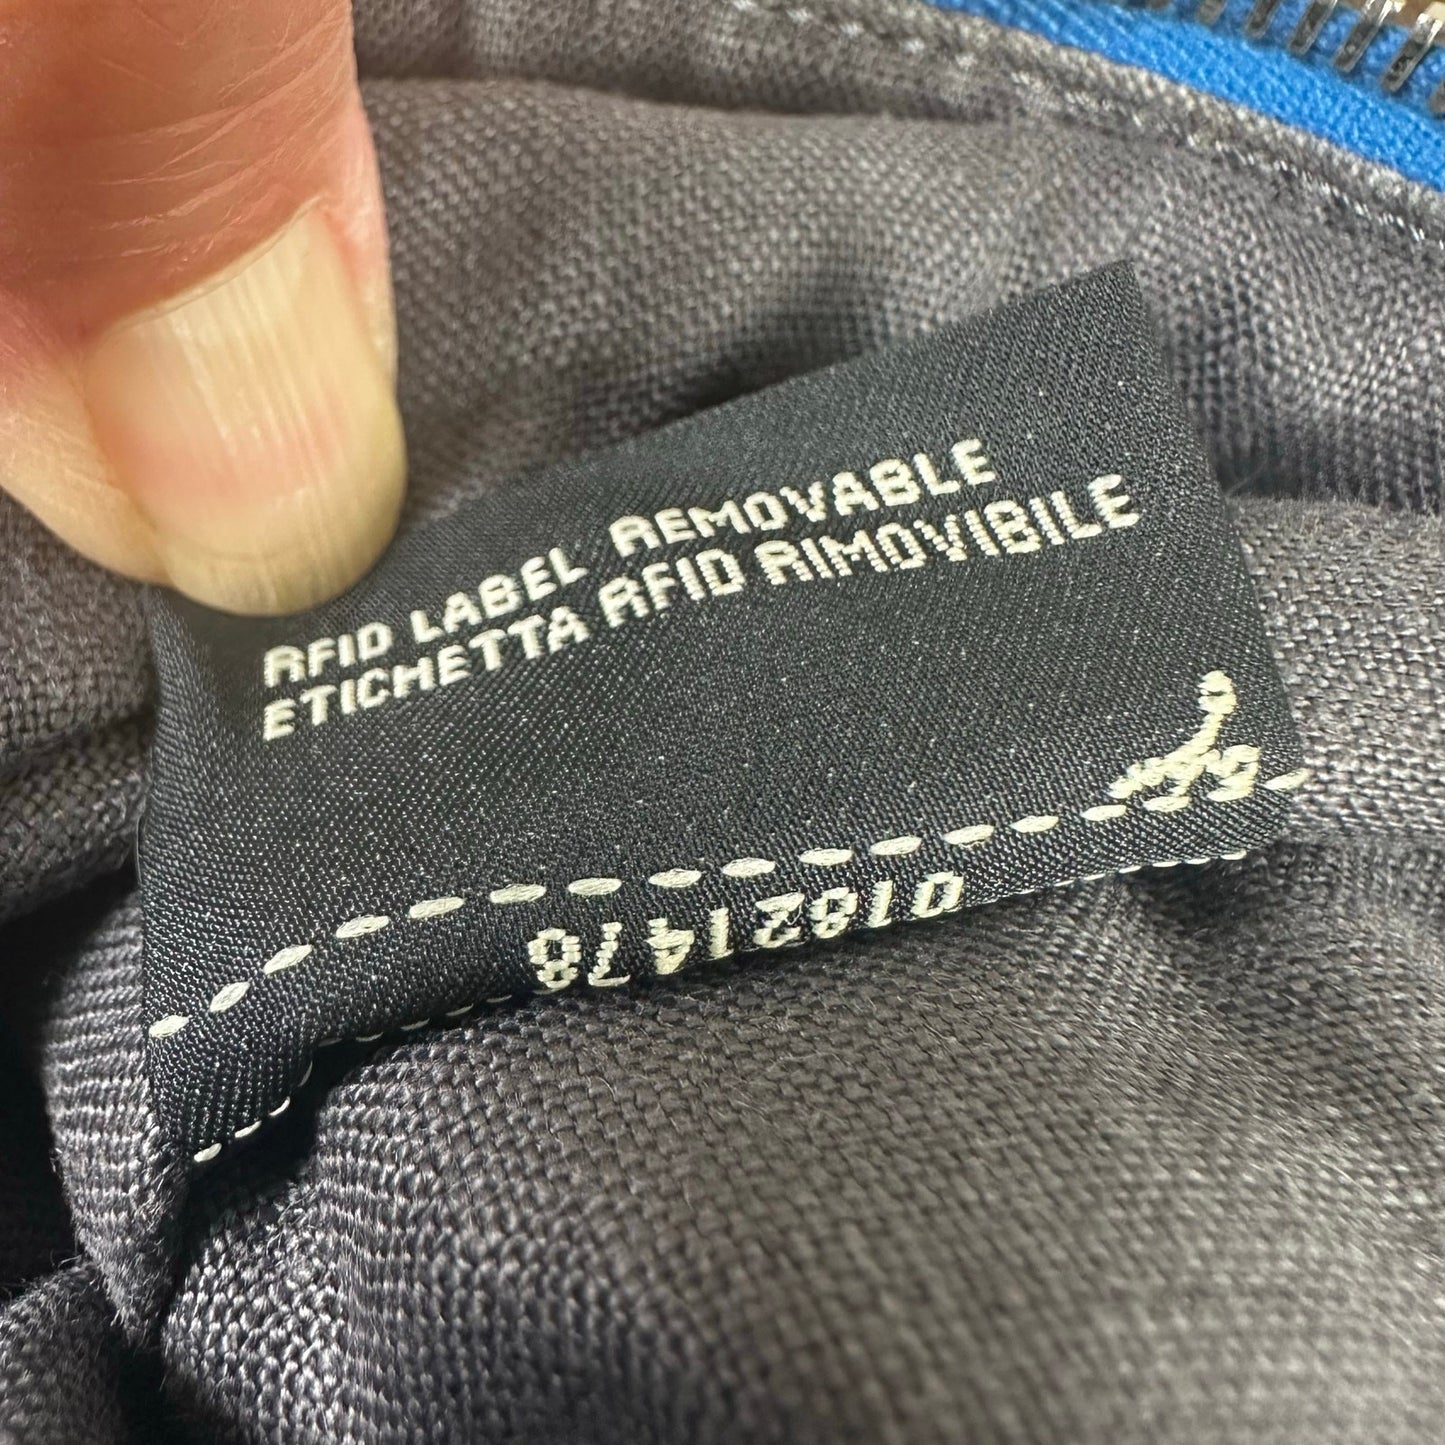 RFID LABEL REMOVABLE
ETICHETTA RFID RIMOVIBILE
01821478